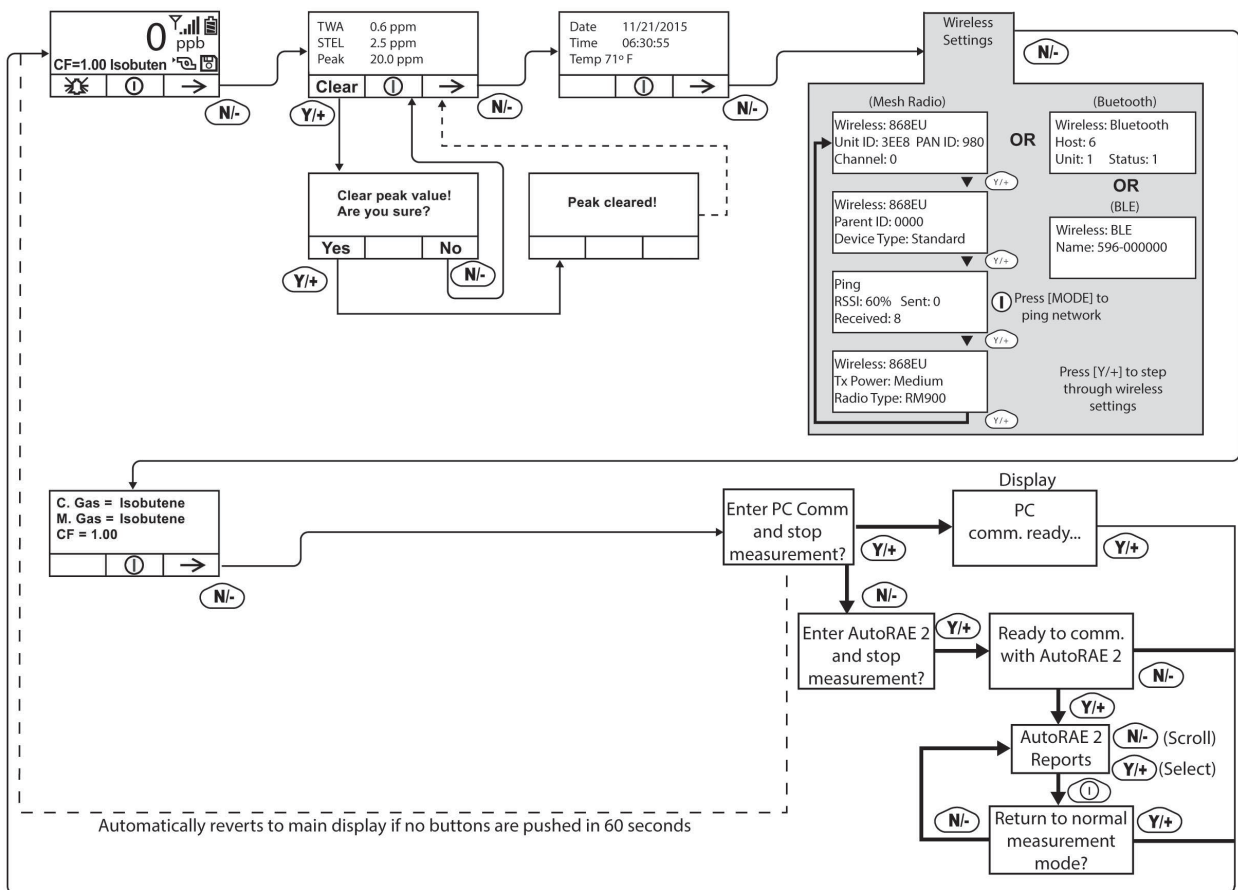 0
ppb
CF=1.00 Isobuten
N/-
TWA 0.6 ppm
STEL 2.5 ppm
Peak 20.0 ppm
Clear
Y/+
N/-
Date 11/21/2015
Time 06:30:55
Temp 71º F
N/-
Wireless
Settings
N/-
Clear peak value!
Are you sure?
Yes No
Y/+
N/-
Peak cleared!
(Mesh Radio)
Wireless: 868EU
Unit ID: 3EE8 PAN ID: 980
Channel: 0
Y/+
Wireless: 868EU
Parent ID: 0000
Device Type: Standard
Y/+
Ping
RSSI: 60% Sent: 0
Received: 8
Y/+
Wireless: 868EU
Tx Power: Medium
Radio Type: RM900
Y/+
OR
(Buetooth)
Wireless: Bluetooth
Host: 6
Unit: 1 Status: 1
OR
(BLE)
Wireless: BLE
Name: 596-000000
Press [MODE] to
ping network
Press [Y/+] to step
through wireless
settings
C. Gas = Isobutene
M. Gas = Isobutene
CF = 1.00
N/-
Enter PC Comm
and stop
measurement?
Y/+
N/-
Display
PC
comm. ready...
Y/+
Enter AutoRAE 2
and stop
measurement?
Y/+
Ready to comm.
with AutoRAE 2
N/-
Y/+
AutoRAE 2
Reports
N/- (Scroll)
Y/+ (Select)
Return to normal
measurement
mode?
N/-
Y/+
Automatically reverts to main display if no buttons are pushed in 60 seconds